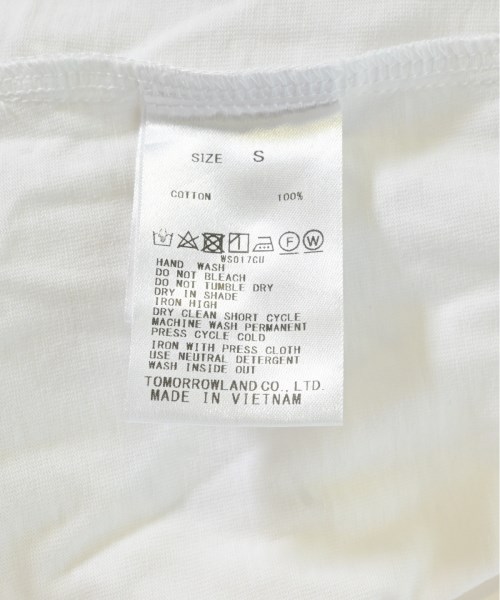 SIZE S
COTTON 100%
F W
WS017CU
HAND WASH
DO NOT BLEACH
DO NOT TUMBLE DRY
DRY IN SHADE
IRON HIGH
DRY CLEAN SHORT CYCLE
MACHINE WASH PERMANENT
PRESS CYCLE COLD
IRON WITH PRESS CLOTH
USE NEUTRAL DETERGENT
WASH INSIDE OUT
TOMORROWLAND CO., LTD.
MADE IN VIETNAM